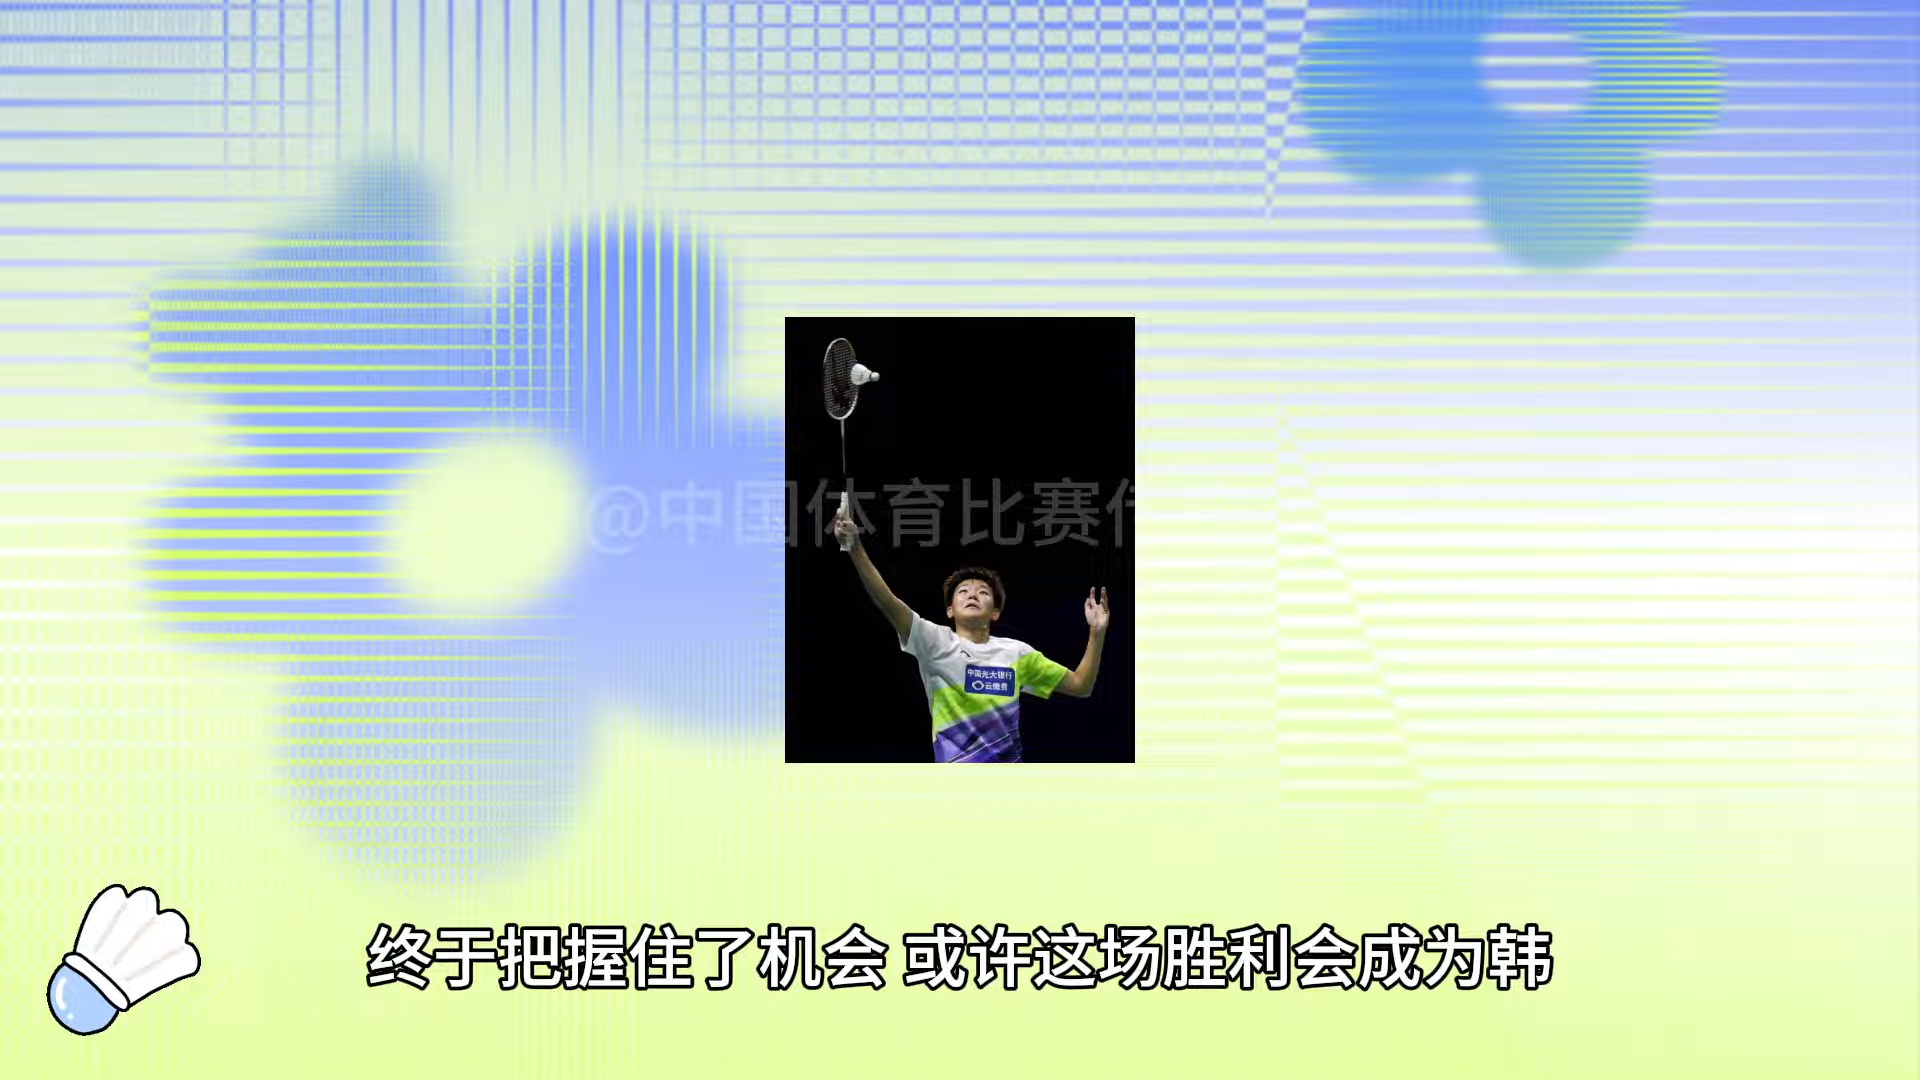 @中国体育比赛
中国光大银行
云缴费
终于把握住了机会 或许这场胜利会成为韩